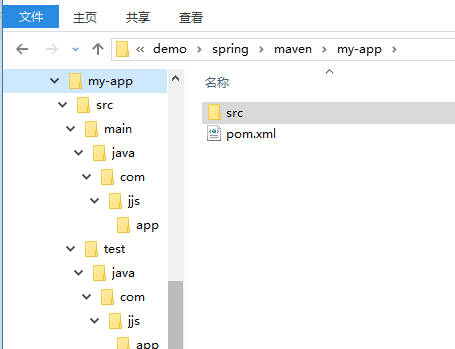 文件 主页 共享 查看
« demo › spring › maven › my-app ›
名称
my-app
src
main
java
com
jjs
app
test
java
com
jjs
app
src
pom.xml